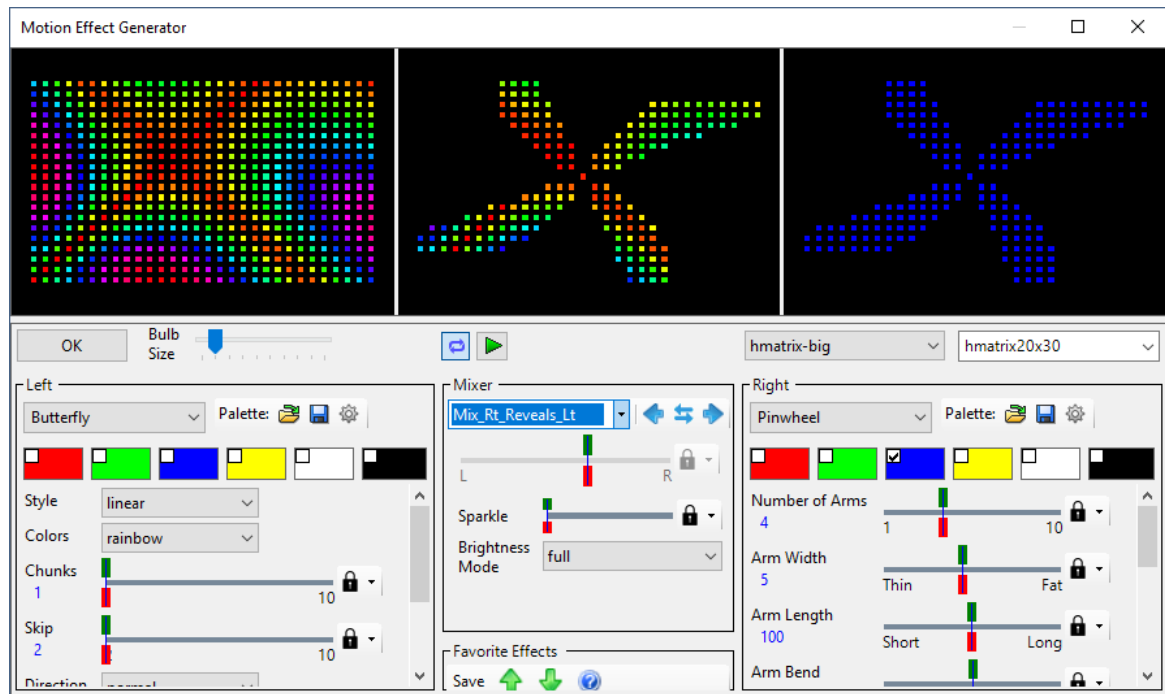 Motion Effect Generator
OK
Bulb Size
hmatrix-big
hmatrix20x30
Left
Butterfly
Palette:
Style
linear
Colors
rainbow
Chunks
1
10
Skip
2
10
Direction
normal
Mixer
Mix_Rt_Reveals_Lt
L
R
Sparkle
Brightness Mode
full
Favorite Effects
Save
Right
Pinwheel
Palette:
Number of Arms
4
1
10
Arm Width
5
Thin
Fat
Arm Length
100
Short
Long
Arm Bend